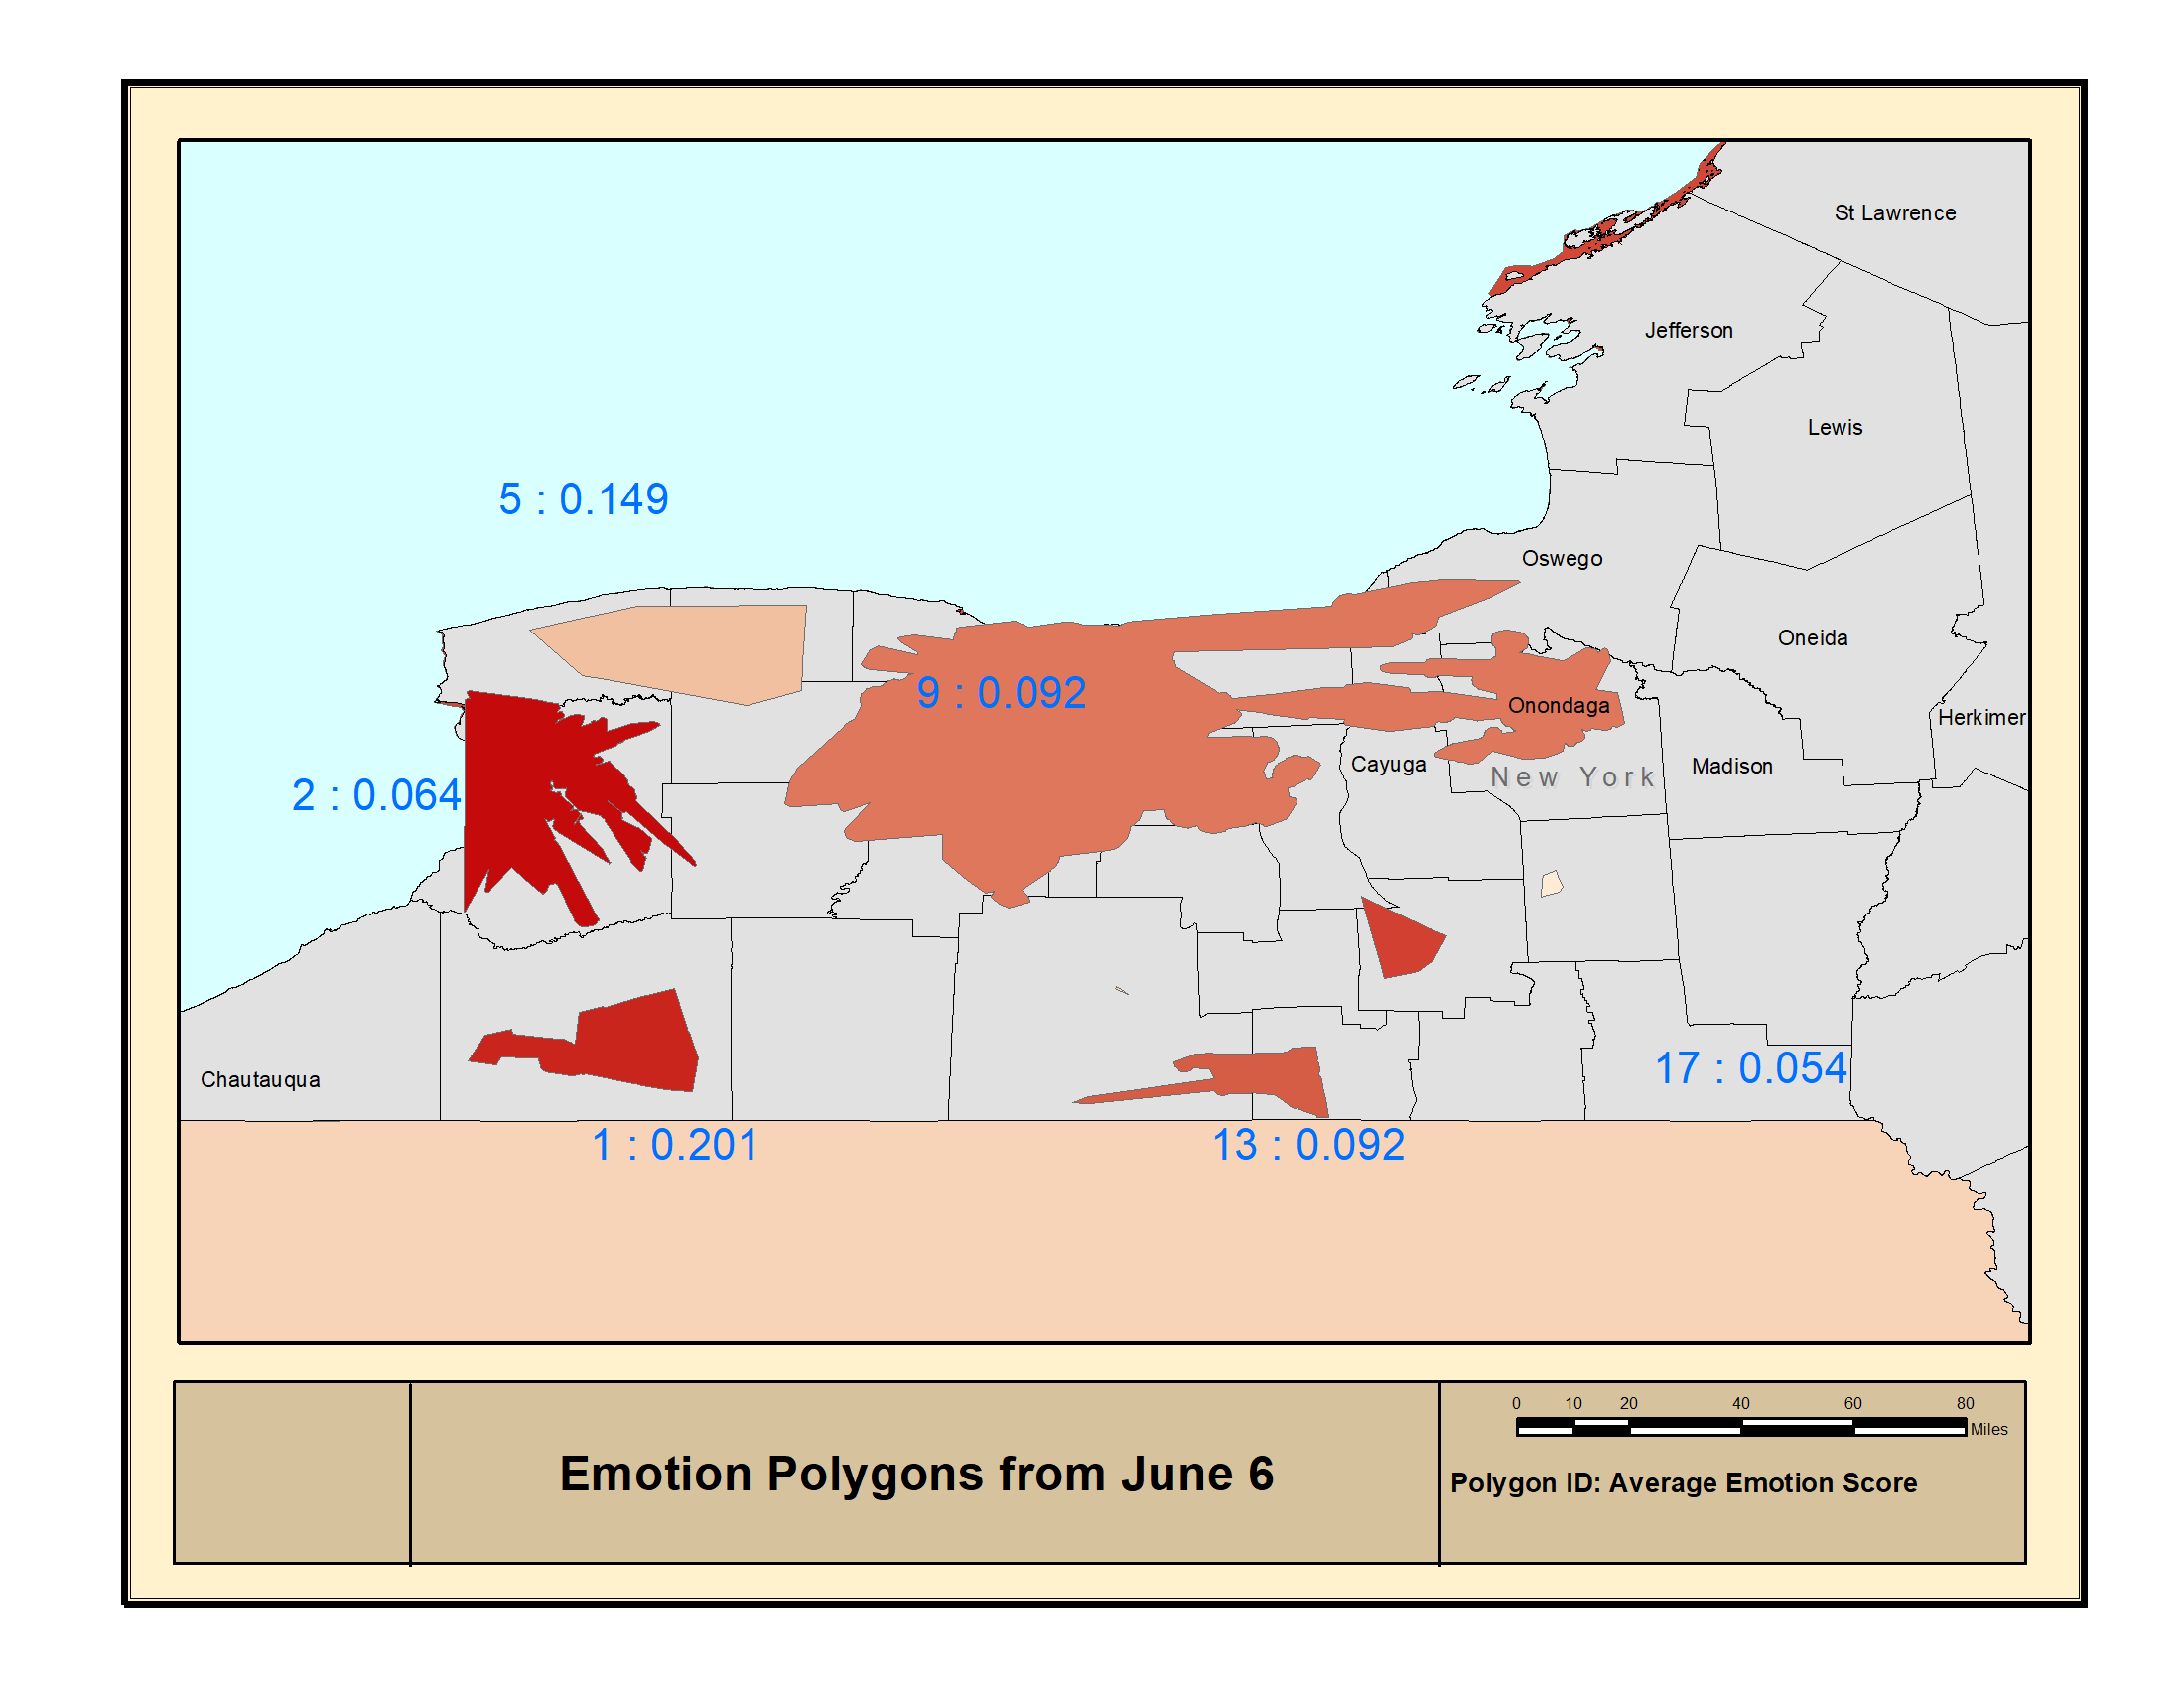 St Lawrence
Jefferson
Lewis
5 : 0.149
Oswego
Oneida
9 : 0.092
Onondaga
Herkimer
Cayuga
Madison
New York
2 : 0.064
17 : 0.054
Chautauqua
1 : 0.201
13 : 0.092
0 10 20 40 60 80
Miles
Emotion Polygons from June 6
Polygon ID: Average Emotion Score